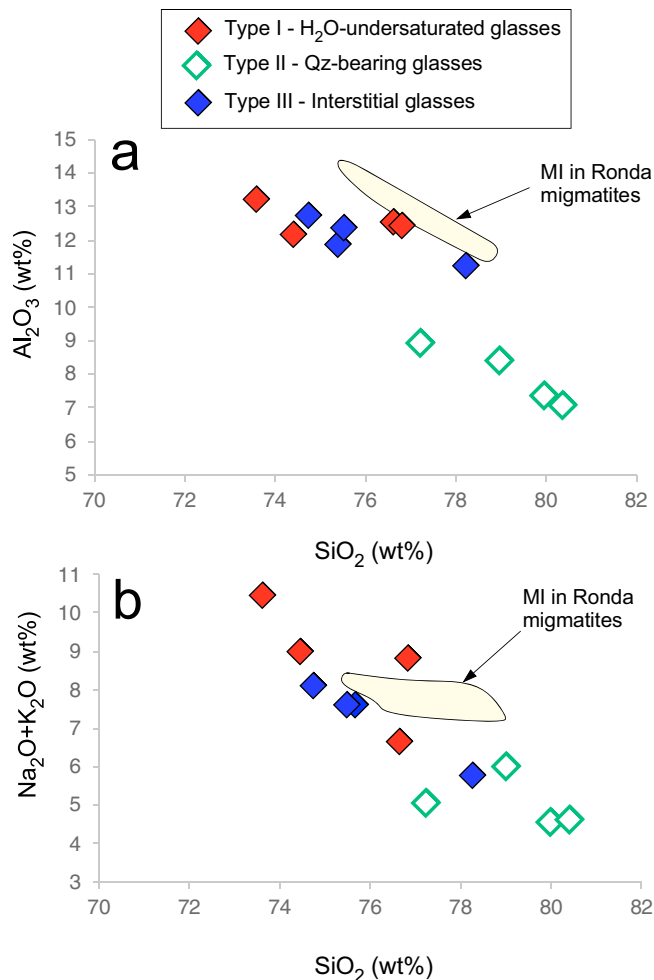 Type I - H₂O-undersaturated glasses
Type II - Qz-bearing glasses
Type III - Interstitial glasses
a
MI in Ronda
migmatites
Al₂O₃ (wt%)
15
14
13
12
11
10
9
8
7
6
5
70 72 74 76 78 80 82
SiO₂ (wt%)
b
MI in Ronda
migmatites
Na₂O+K₂O (wt%)
11
10
9
8
7
6
5
4
3
70 72 74 76 78 80 82
SiO₂ (wt%)